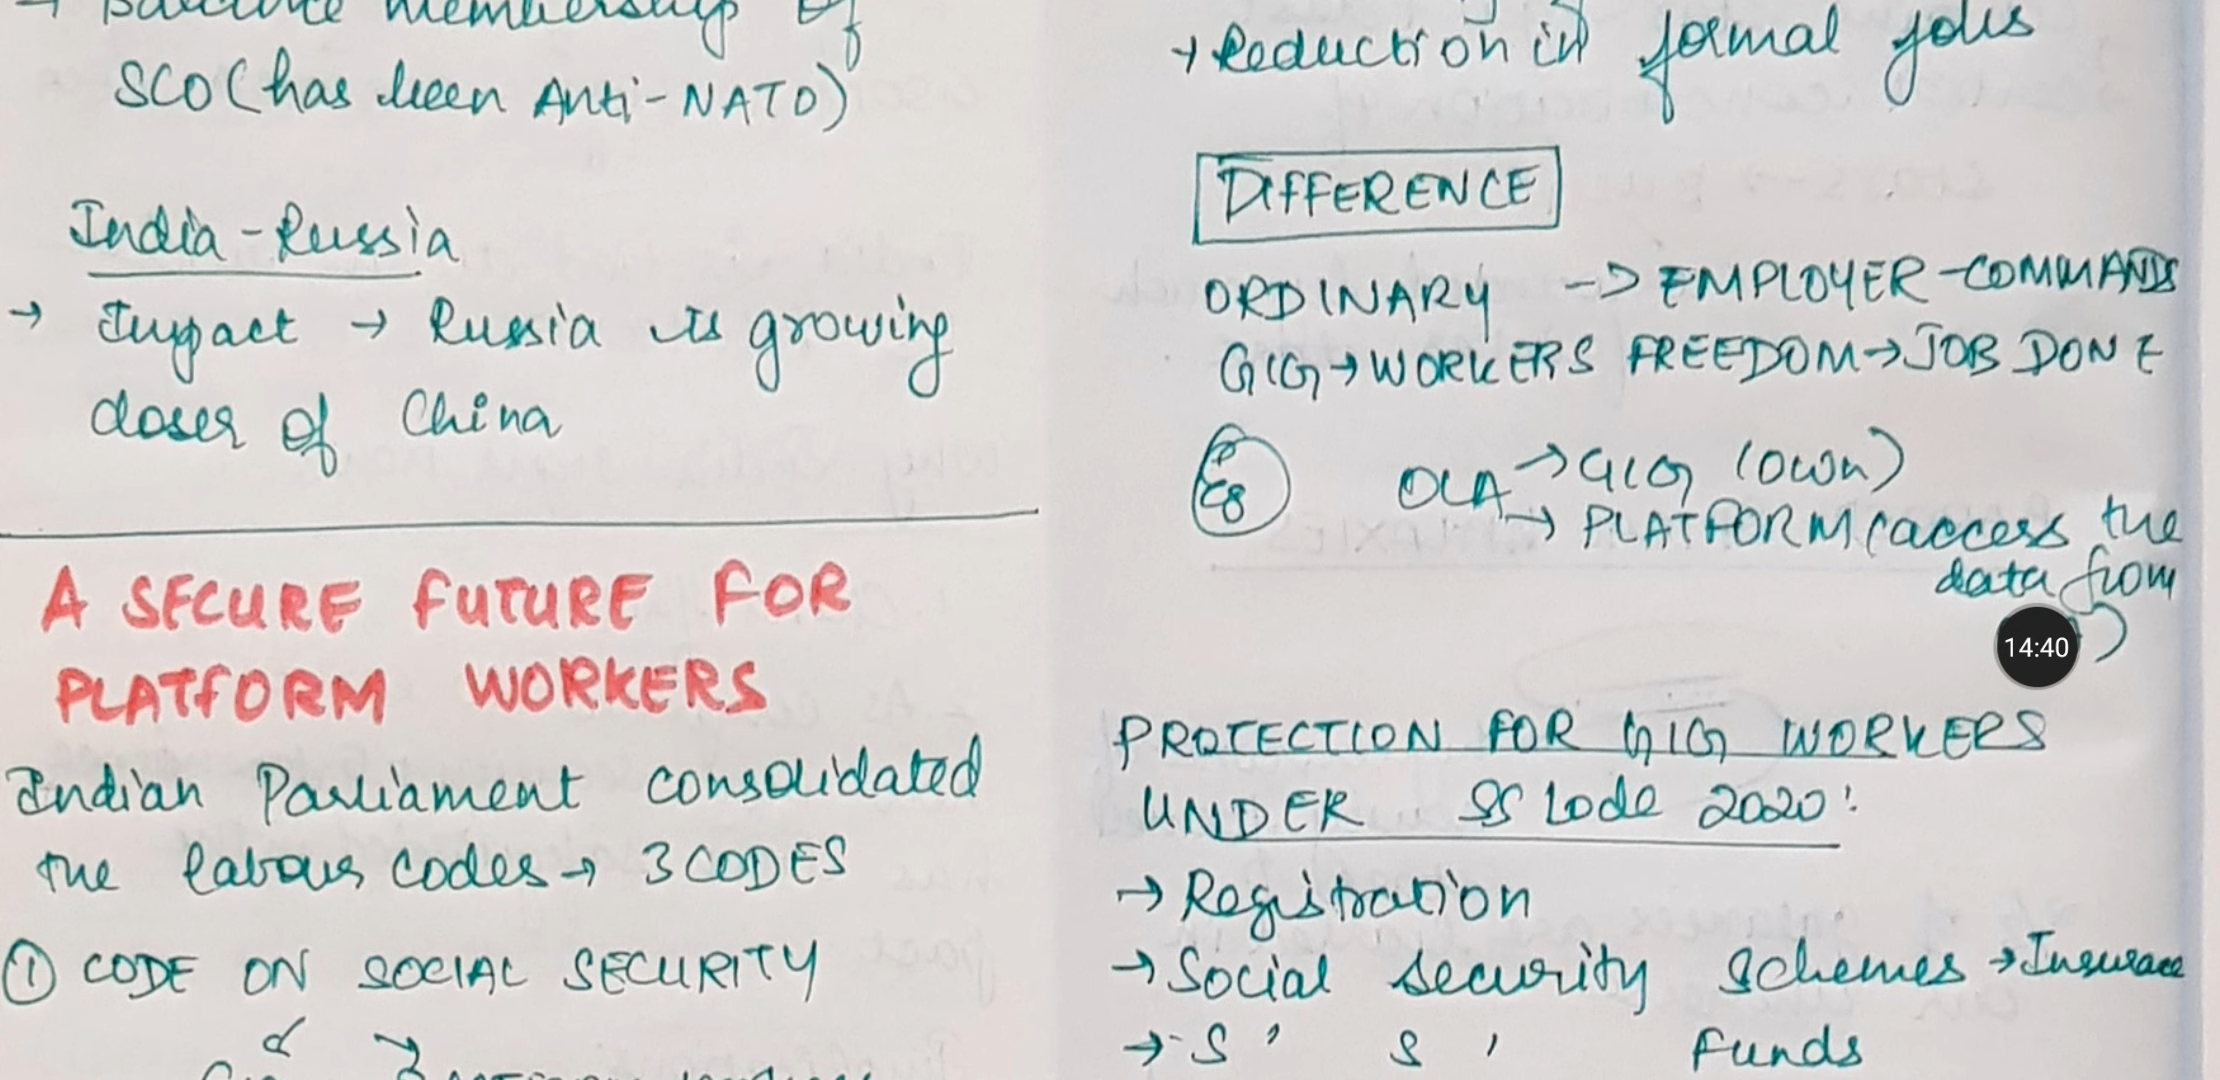 membership of
SCO (has been Anti-NATO)
India - Russia
→ Impact → Russia is growing
closer of China
A SECURE FUTURE FOR
PLATFORM WORKERS
Indian Parliament consolidated
the labour codes → 3 CODES
① CODE ON SOCIAL SECURITY
→ Reduction in formal jobs
DIFFERENCE
ORDINARY -> EMPLOYER - COMMANDS
GIG → WORKERS FREEDOM → JOB DONE
Eg OLA → GIG (own)
→ PLATFORM (access the
data from
)
14:40
PROTECTION FOR GIG WORKERS
UNDER SS Code 2020:
→ Registration
→ Social security schemes → Insurace
→ S ' S ' Funds